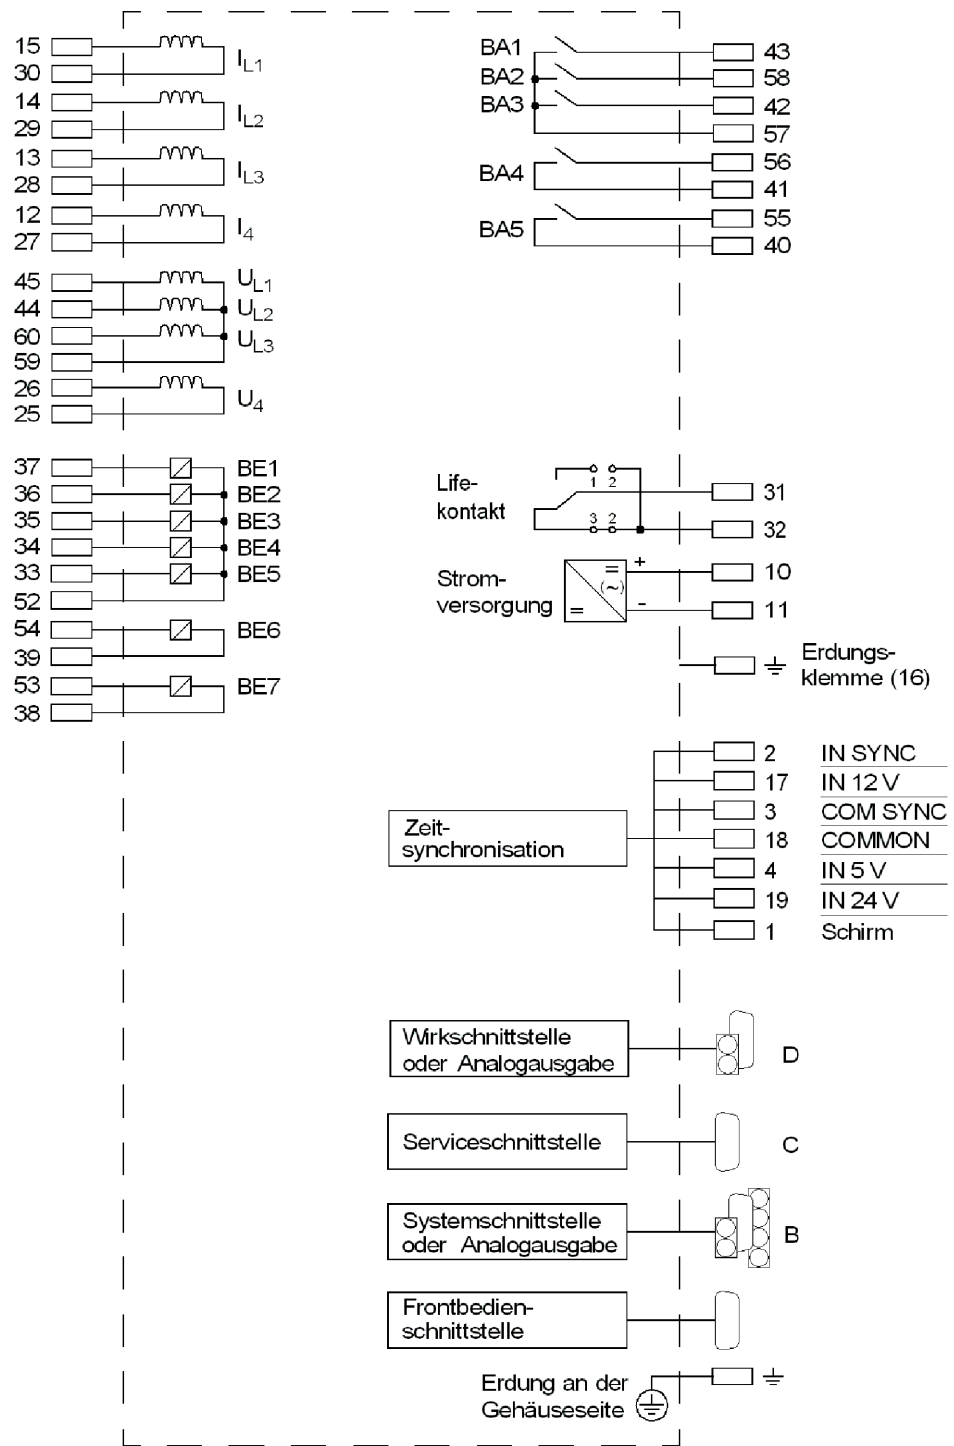 15
30
I L1
14
29
I L2
13
28
I L3
12
27
I 4
45
44
60
59
U L1
U L2
U L3
26
25
U 4
37 BE1
36 BE2
35 BE3
34 BE4
33 BE5
52
54 BE6
39
53 BE7
38
BA1 43
BA2 58
BA3 42
57
BA4
56
41
BA5
55
40
Life-
kontakt
1 2
3 2
31
32
Strom-
versorgung
= (~) =
+
-
10
11
Erdungs-
klemme (16)
Zeit-
synchronisation
2 IN SYNC
17 IN 12 V
3 COM SYNC
18 COMMON
4 IN 5 V
19 IN 24 V
1 Schirm
Wirkschnittstelle
oder Analogausgabe
D
Serviceschnittstelle
C
Systemschnittstelle
oder Analogausgabe
B
Frontbedien-
schnittstelle
Erdung an der
Gehäuseseite